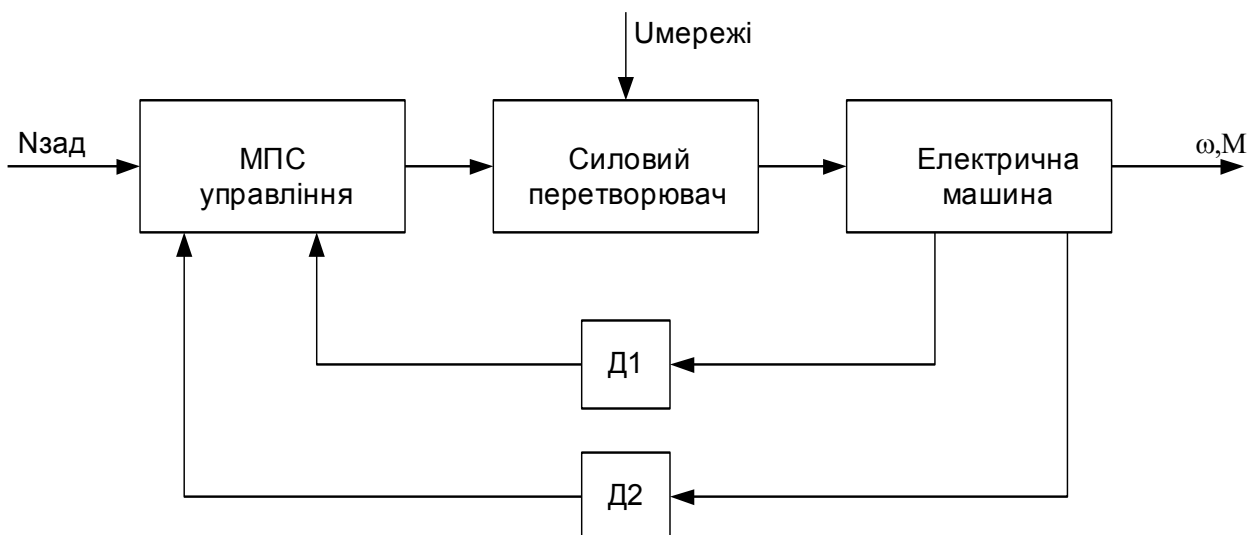 Uмережі
Nзад
МПС
управління
Силовий
перетворювач
Електрична
машина
ω,М
Д1
Д2